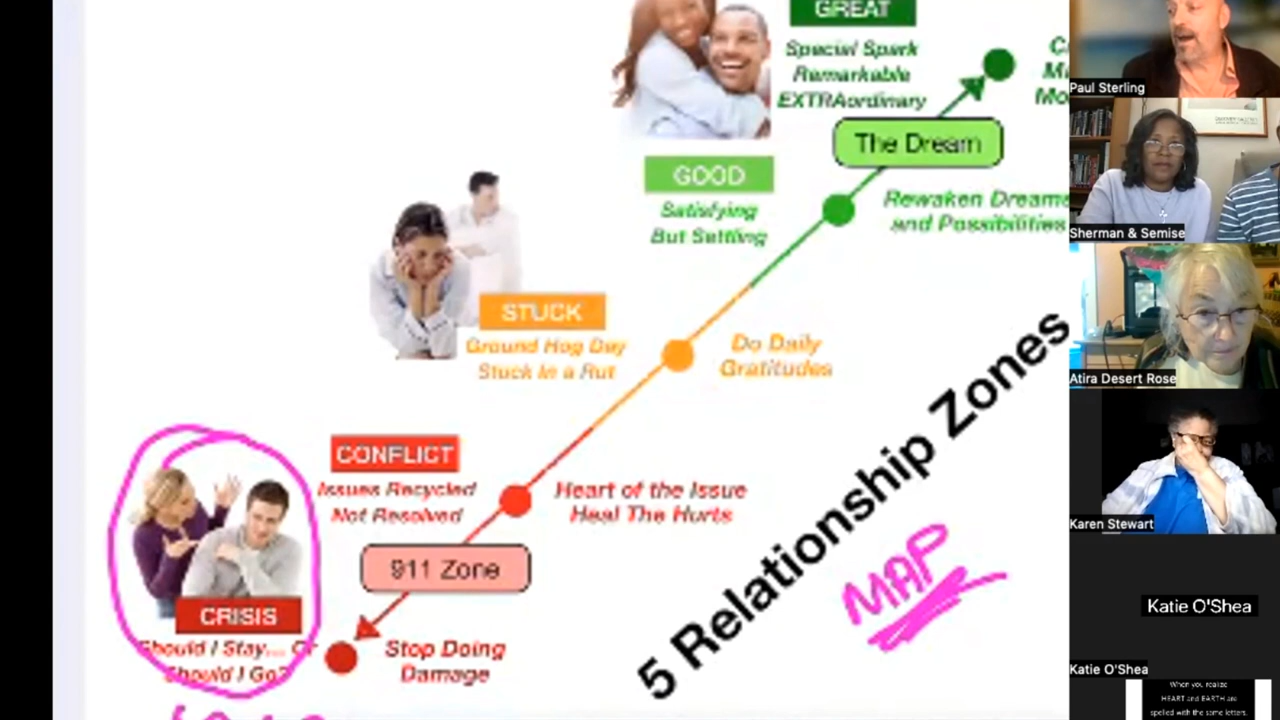 GREAT
Special Spark
Remarkable
EXTRAordinary
The Dream
GOOD
Satisfying
But Settling
Rewaken Dreams
and Possibilities
STUCK
Ground Hog Day
Stuck in a Rut
Do Daily
Gratitudes
CONFLICT
Issues Recycled
Not Resolved
Heart of the Issue
Heal The Hurts
911 Zone
CRISIS
Should I Stay... Or
Should I Go?
Stop Doing
Damage
5 Relationship Zones
MAP
Paul Sterling
Sherman & Semise
Atira Desert Rose
Karen Stewart
Katie O'Shea
Katie O'Shea
When you realize
HEART and EARTH are
spelled with the same letters,